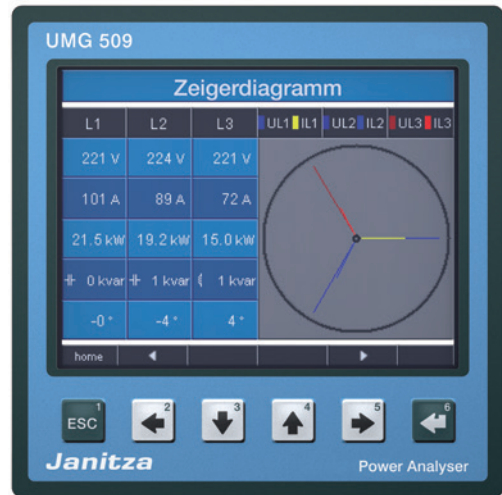 UMG 509
Zeigerdiagramm
L1 L2 L3 UL1 IL1 UL2 IL2 UL3 IL3
221 V 224 V 221 V
101 A 89 A 72 A
21.5 kW 19.2 kW 15.0 kW
0 kvar 1 kvar 1 kvar
-0 ° -4 ° 4 °
home
ESC 1 2 3 4 5 6
Janitza Power Analyser